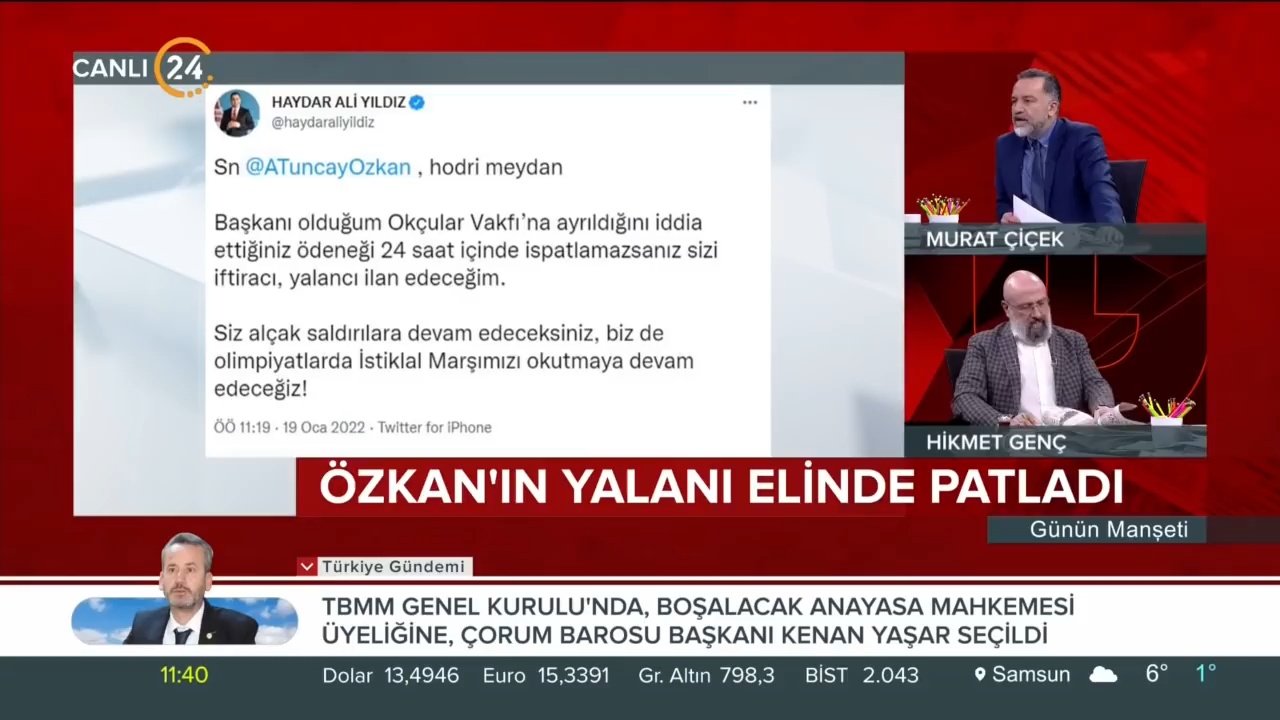 CANLI 24
HAYDAR ALİ YILDIZ
@haydaraliyildiz
Sn @ATuncayOzkan , hodri meydan
Başkanı olduğum Okçular Vakfı'na ayrıldığını iddia
ettiğiniz ödeneği 24 saat içinde ispatlamazsanız sizi
iftiracı, yalancı ilan edeceğim.
Siz alçak saldırılara devam edeceksiniz, biz de
olimpiyatlarda İstiklal Marşımızı okutmaya devam
edeceğiz!
ÖÖ 11:19 · 19 Oca 2022 · Twitter for iPhone
MURAT ÇİÇEK
HİKMET GENÇ
ÖZKAN'IN YALANI ELİNDE PATLADI
Günün Manşeti
Türkiye Gündemi
TBMM GENEL KURULU'NDA, BOŞALACAK ANAYASA MAHKEMESİ
ÜYELİĞİNE, ÇORUM BAROSU BAŞKANI KENAN YAŞAR SEÇİLDİ
11:40 Dolar 13,4946 Euro 15,3391 Gr. Altın 798,3 BİST 2.043 Samsun 6° 1°